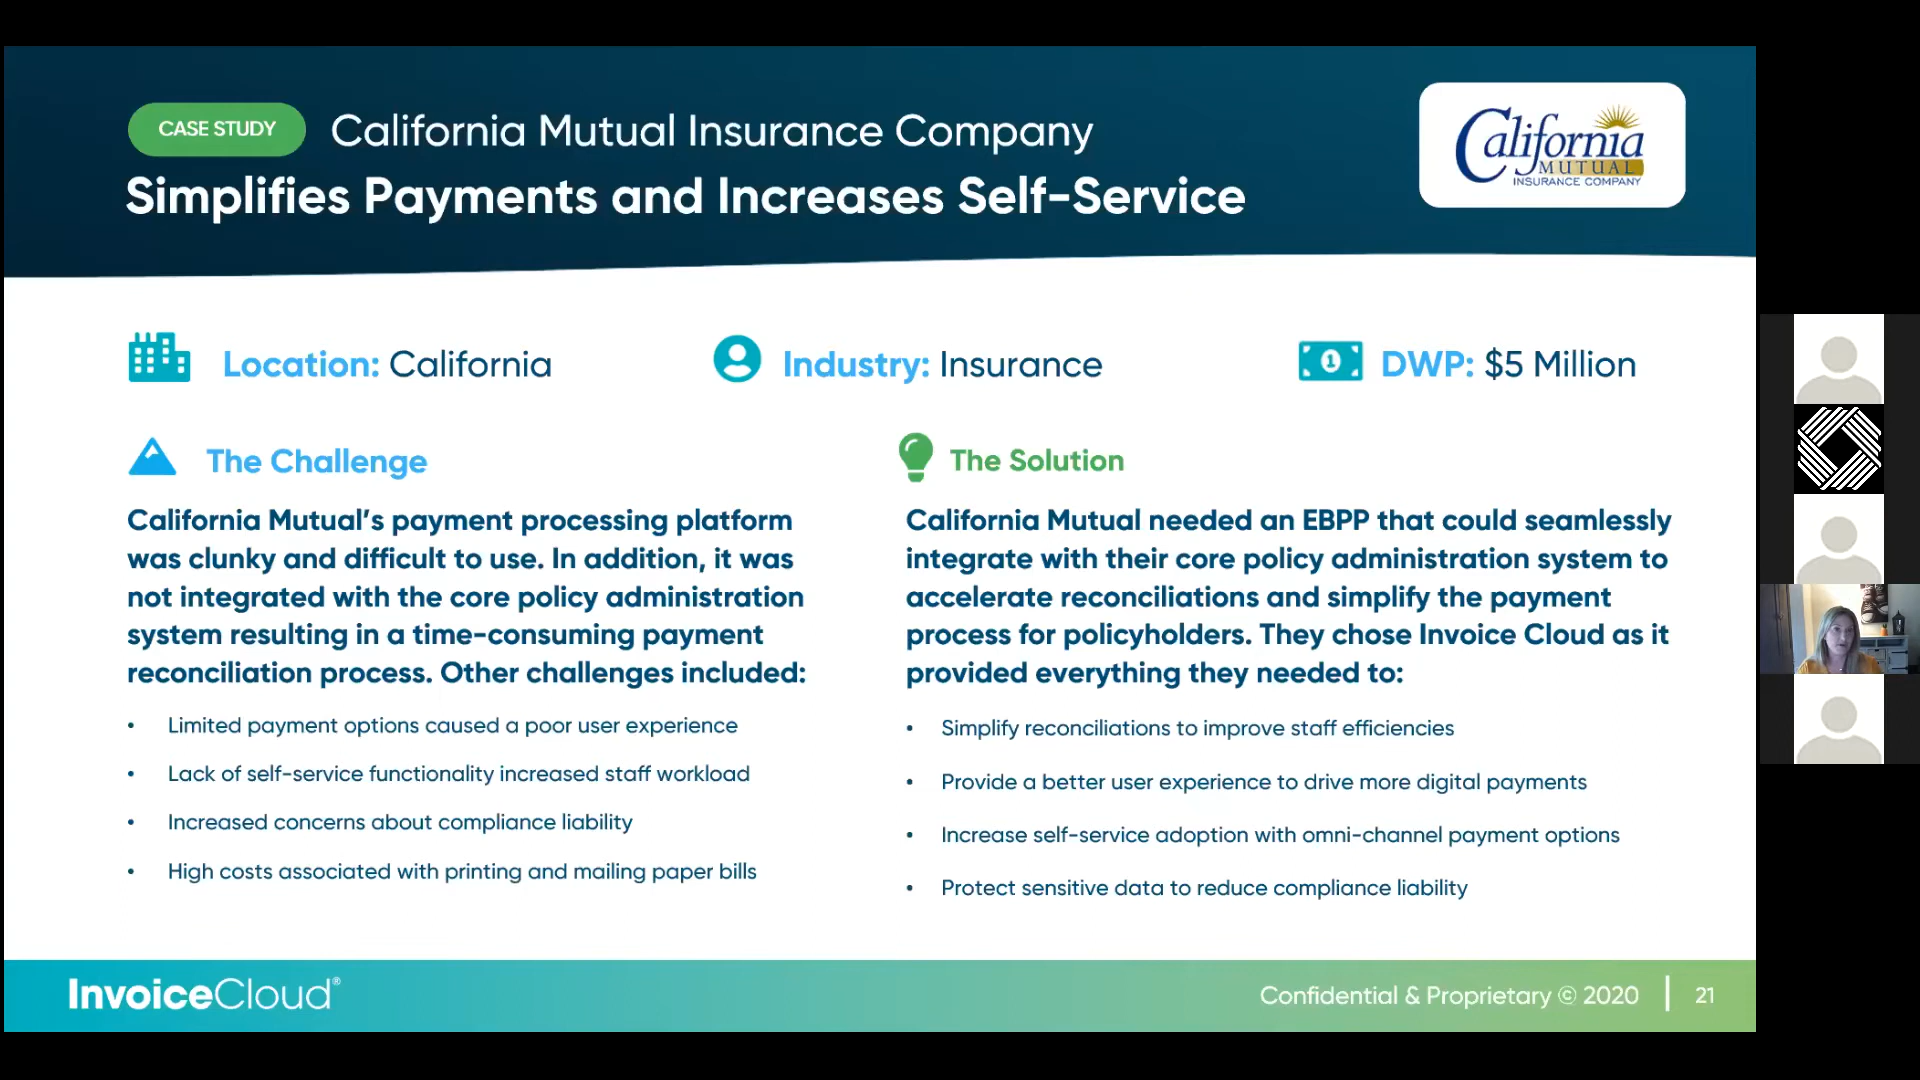 CASE STUDY California Mutual Insurance Company
Simplifies Payments and Increases Self-Service
California
MUTUAL
INSURANCE COMPANY
Location: California
Industry: Insurance
DWP: $5 Million
The Challenge
California Mutual's payment processing platform
was clunky and difficult to use. In addition, it was
not integrated with the core policy administration
system resulting in a time-consuming payment
reconciliation process. Other challenges included:
• Limited payment options caused a poor user experience
• Lack of self-service functionality increased staff workload
• Increased concerns about compliance liability
• High costs associated with printing and mailing paper bills
The Solution
California Mutual needed an EBPP that could seamlessly
integrate with their core policy administration system to
accelerate reconciliations and simplify the payment
process for policyholders. They chose Invoice Cloud as it
provided everything they needed to:
• Simplify reconciliations to improve staff efficiencies
• Provide a better user experience to drive more digital payments
• Increase self-service adoption with omni-channel payment options
• Protect sensitive data to reduce compliance liability
InvoiceCloud®
Confidential & Proprietary © 2020 | 21